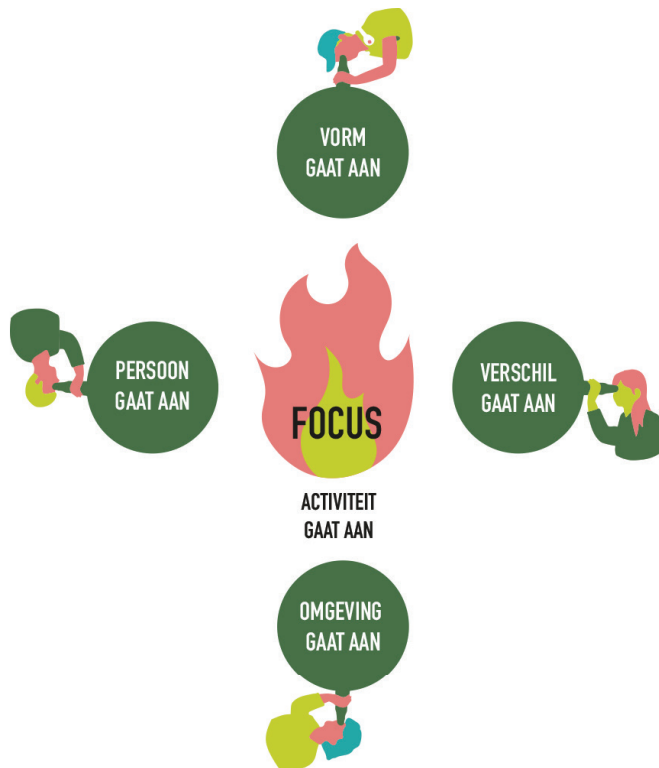 VORM
GAAT AAN
PERSOON
GAAT AAN
FOCUS
ACTIVITEIT
GAAT AAN
VERSCHIL
GAAT AAN
OMGEVING
GAAT AAN